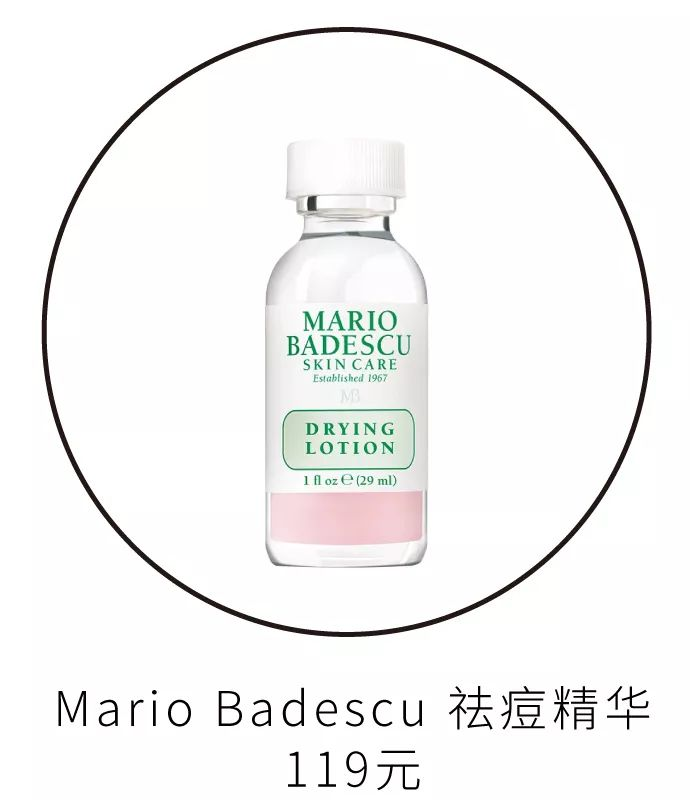 MARIO
BADESCU
SKIN CARE
Established 1967
MB
DRYING
LOTION
1 fl oz ℮ (29 ml)
Mario Badescu 祛痘精华
119元